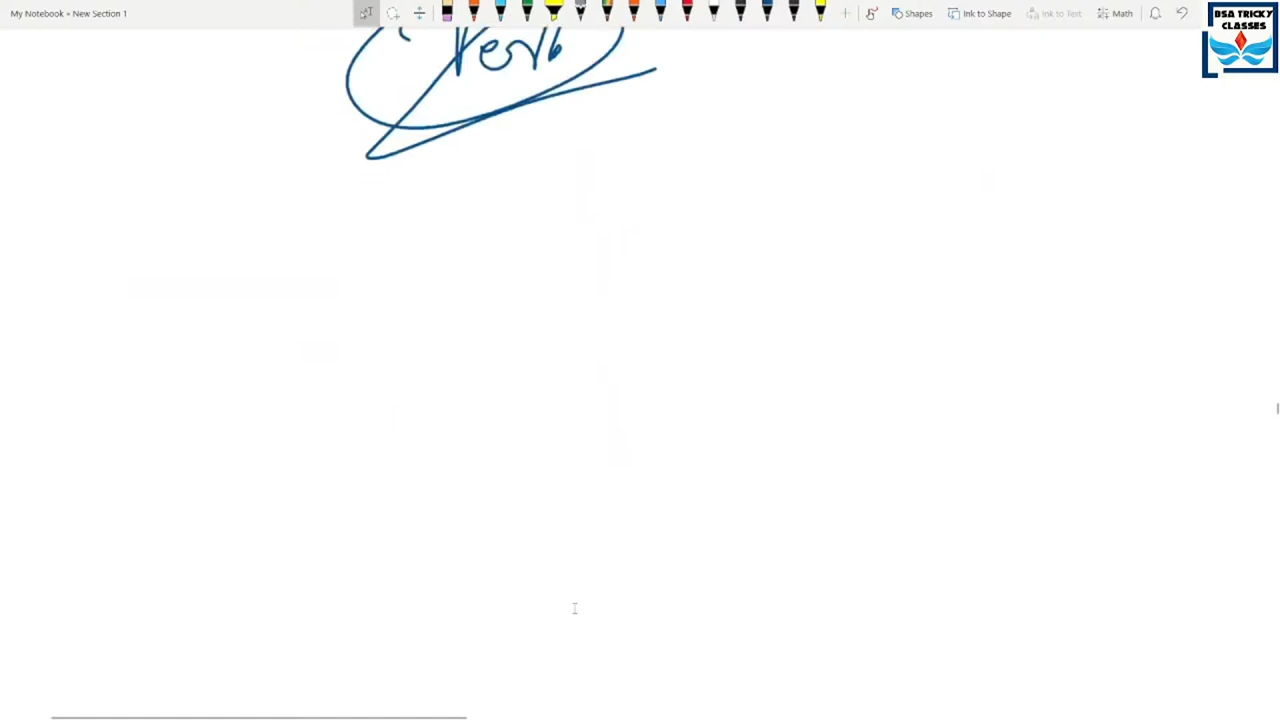 My Notebook » New Section 1
Shapes
Ink to Shape
Ink to Text
Math
BSA TRICKY
CLASSES
Verb